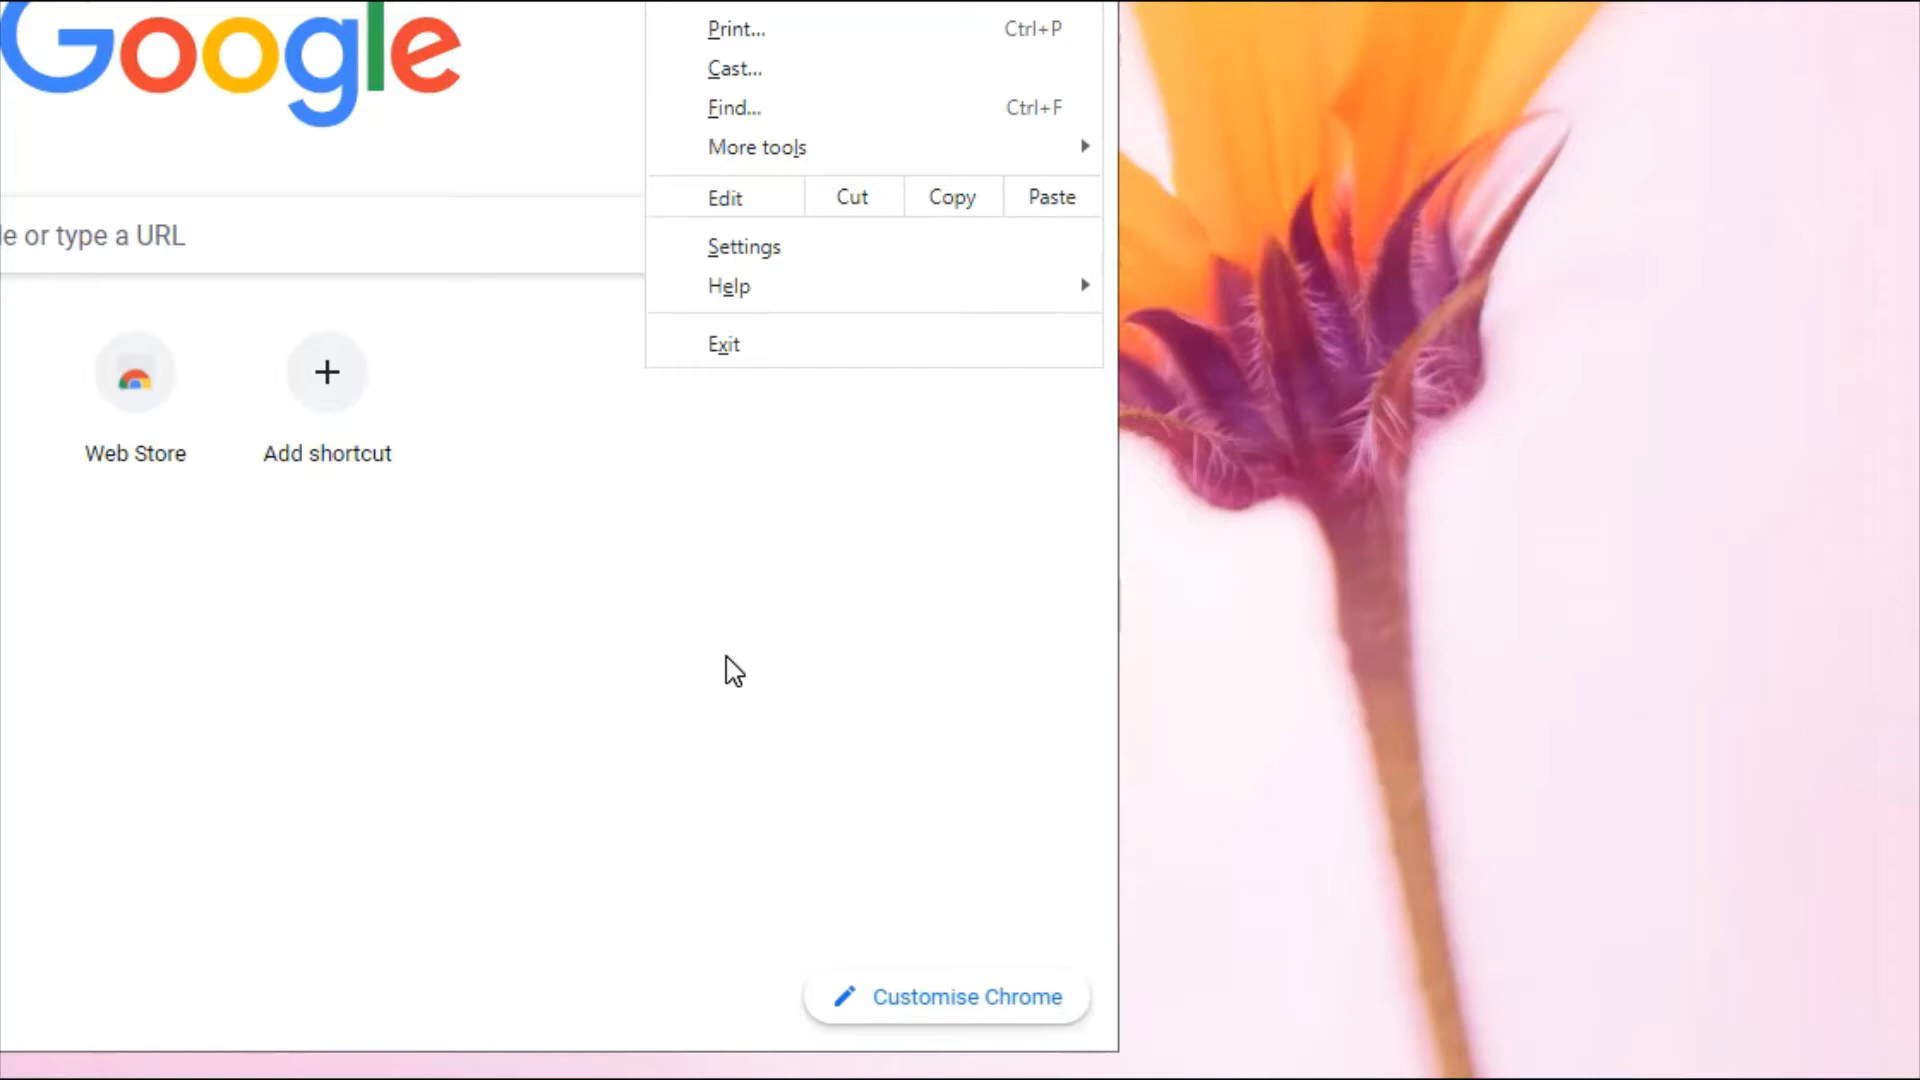 Google
Print... Ctrl+P
Cast...
Find... Ctrl+F
More tools
Edit Cut Copy Paste
le or type a URL
Settings
Help
Exit
Web Store
Add shortcut
Customise Chrome